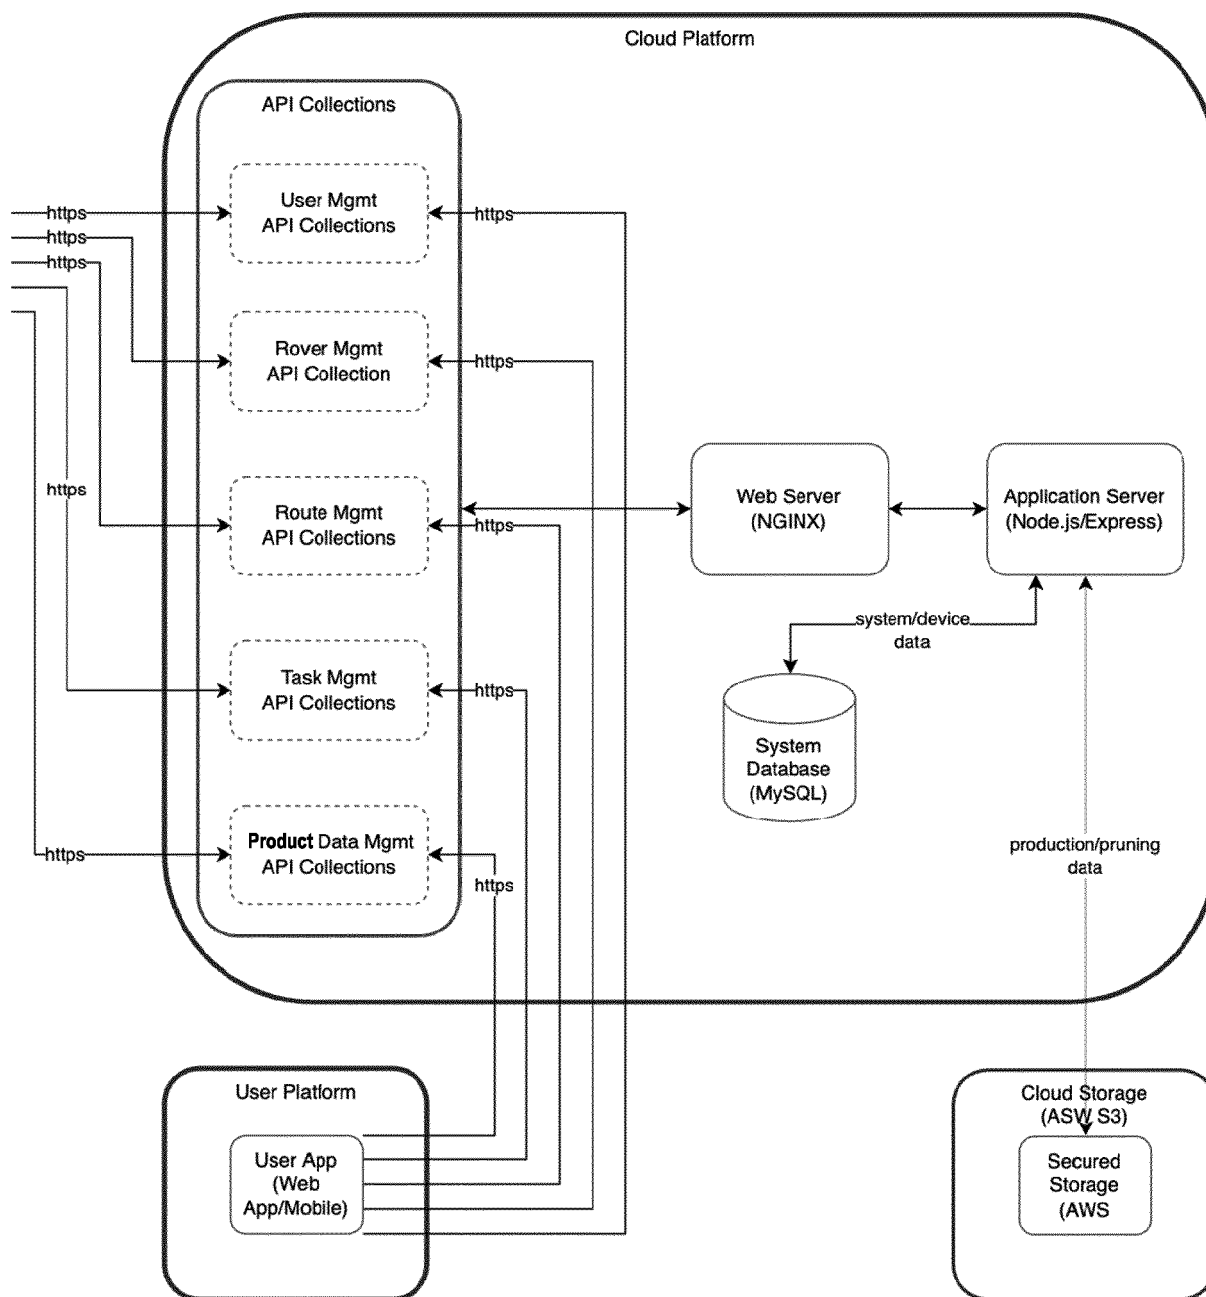 Cloud Platform
API Collections
User Mgmt
API Collections
https
https
https
https
Rover Mgmt
API Collection
https
https
Route Mgmt
API Collections
https
Web Server
(NGINX)
Application Server
(Node.js/Express)
system/device
data
Task Mgmt
API Collections
https
System
Database
(MySQL)
Product Data Mgmt
API Collections
https
https
production/pruning
data
User Platform
User App
(Web
App/Mobile)
Cloud Storage
(ASW S3)
Secured
Storage
(AWS